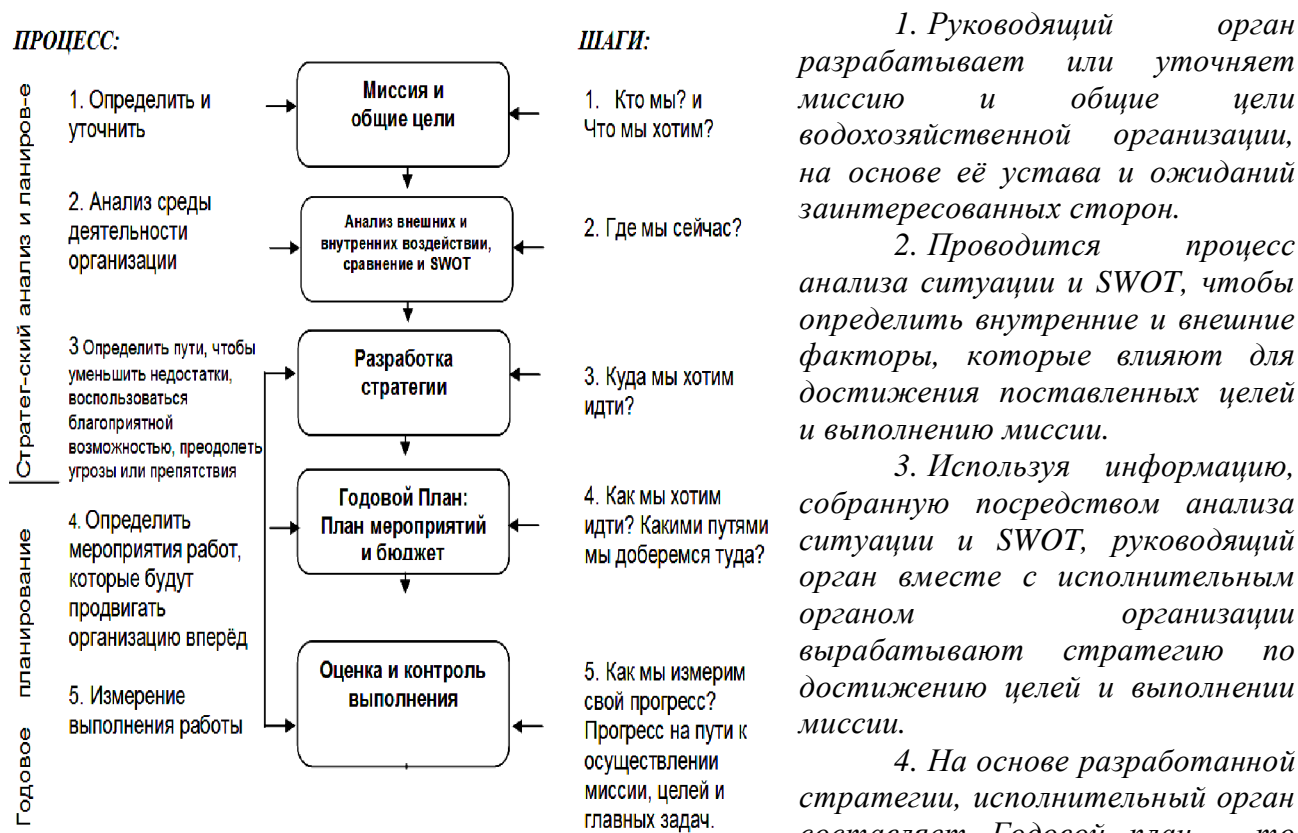 ПРОЦЕСС:
Стратег-ский анализ и планиров-е
Годовое планирование
1. Определить и
уточнить
2. Анализ среды
деятельности
организации
3 Определить пути, чтобы
уменьшить недостатки,
воспользоваться
благоприятной
возможностью, преодолеть
угрозы или препятствия
4. Определить
мероприятия работ,
которые будут
продвигать
организацию вперёд
5. Измерение
выполнения работы
Миссия и
общие цели
Анализ внешних и
внутренних воздействии,
сравнение и SWOT
Разработка
стратегии
Годовой План:
План мероприятий
и бюджет
Оценка и контроль
выполнения
ШАГИ:
1. Кто мы? и
Что мы хотим?
2. Где мы сейчас?
3. Куда мы хотим
идти?
4. Как мы хотим
идти? Какими путями
мы доберемся туда?
5. Как мы измерим
свой прогресс?
Прогресс на пути к
осуществлении
миссии, целей и
главных задач.
1. Руководящий орган
разрабатывает или уточняет
миссию и общие цели
водохозяйственной организации,
на основе её устава и ожиданий
заинтересованных сторон.
2. Проводится процесс
анализа ситуации и SWOT, чтобы
определить внутренние и внешние
факторы, которые влияют для
достижения поставленных целей
и выполнению миссии.
3. Используя информацию,
собранную посредством анализа
ситуации и SWOT, руководящий
орган вместе с исполнительным
органом организации
вырабатывают стратегию по
достижению целей и выполнении
миссии.
4. На основе разработанной
стратегии, исполнительный орган
составляет Годовой план